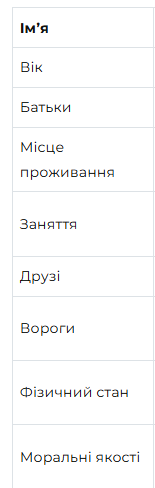 Ім’я
Вік
Батьки
Місце
проживання
Заняття
Друзі
Вороги
Фізичний стан
Моральні якості